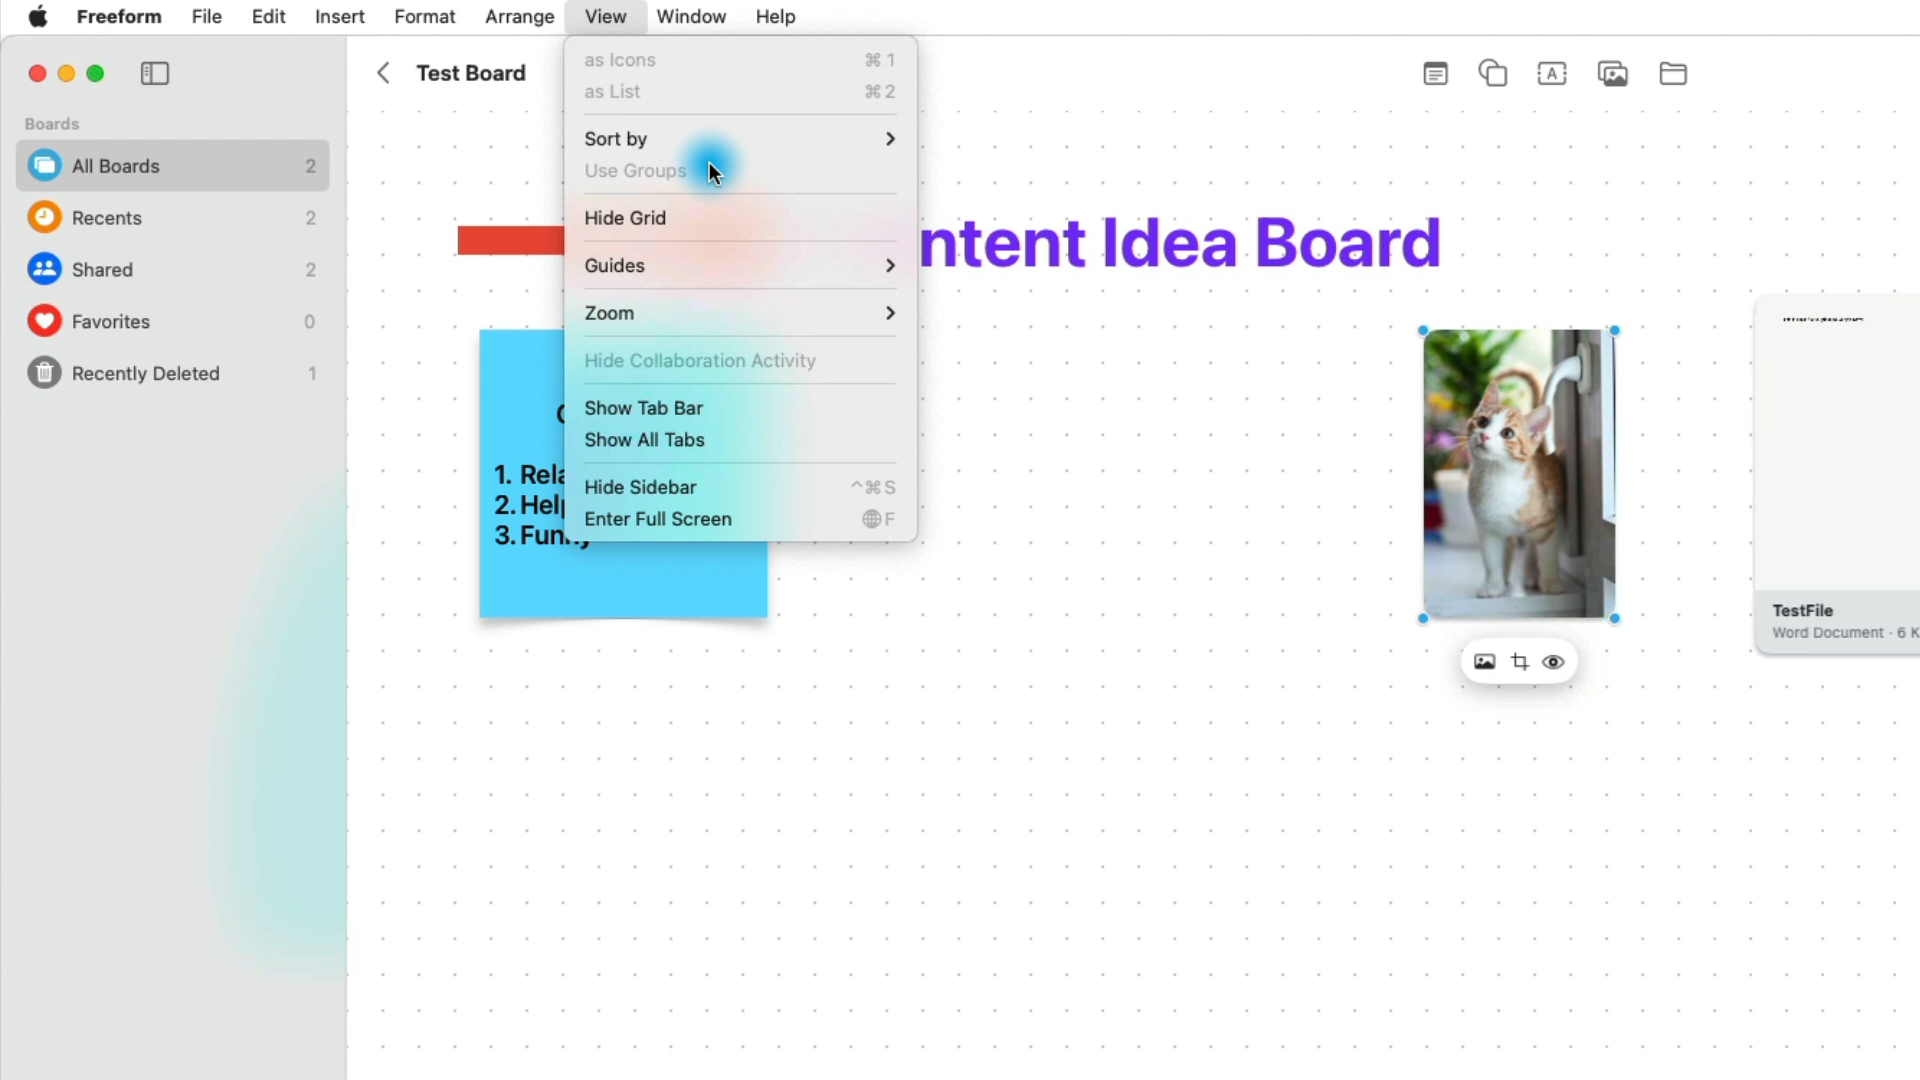 Freeform File Edit Insert Format Arrange View Window Help
Test Board
Boards
All Boards 2
Recents 2
Shared 2
Favorites 0
Recently Deleted 1
as Icons ⌘ 1
as List ⌘ 2
Sort by
Use Groups
Hide Grid
Guides
Zoom
Hide Collaboration Activity
Show Tab Bar
Show All Tabs
Hide Sidebar ^⌘ S
Enter Full Screen F
ntent Idea Board
1. Rela
2. Help
3. Funny
A
TestFile
Word Document · 6 K